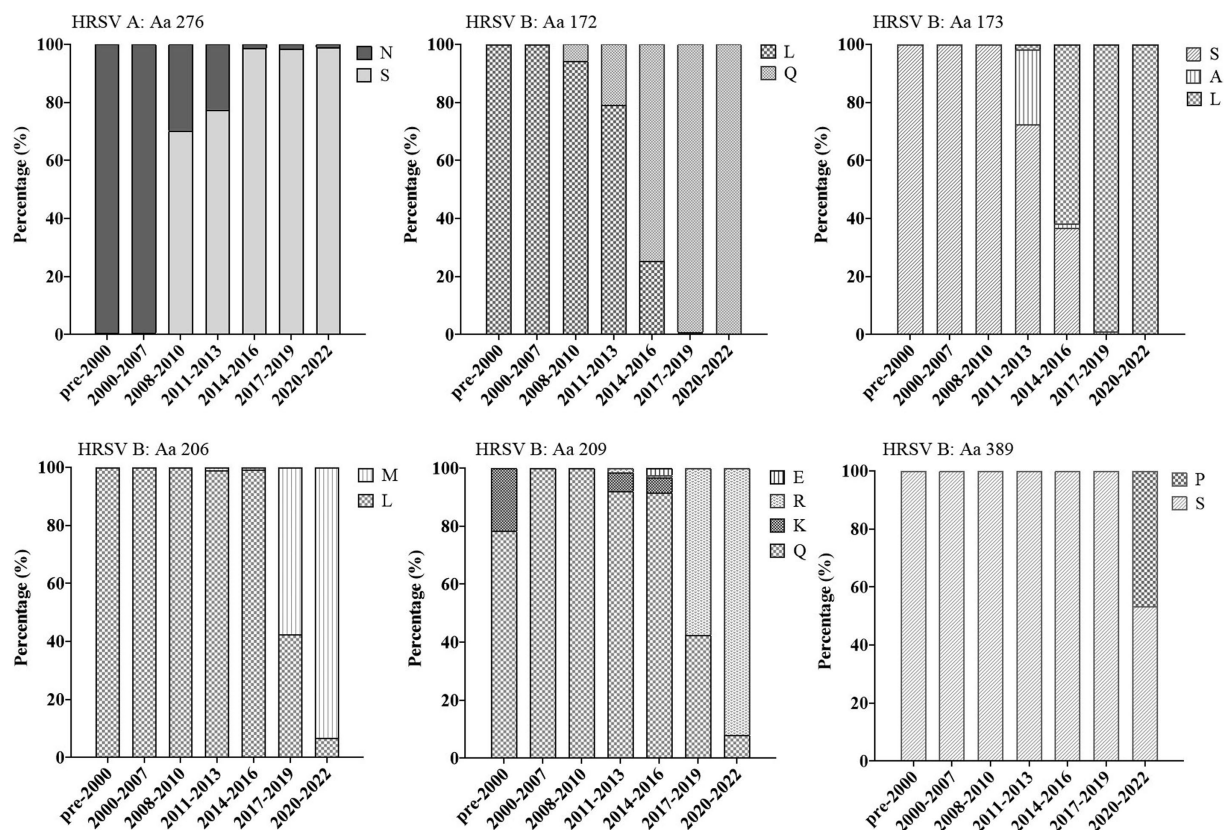 HRSV A: Aa 276
Percentage (%)
100
80
60
40
20
0
N
S
pre-2000
2000-2007
2008-2010
2011-2013
2014-2016
2017-2019
2020-2022
HRSV B: Aa 172
Percentage (%)
100
80
60
40
20
0
L
Q
pre-2000
2000-2007
2008-2010
2011-2013
2014-2016
2017-2019
2020-2022
HRSV B: Aa 173
Percentage (%)
100
80
60
40
20
0
S
A
L
pre-2000
2000-2007
2008-2010
2011-2013
2014-2016
2017-2019
2020-2022
HRSV B: Aa 206
Percentage (%)
100
80
60
40
20
0
M
L
pre-2000
2000-2007
2008-2010
2011-2013
2014-2016
2017-2019
2020-2022
HRSV B: Aa 209
Percentage (%)
100
80
60
40
20
0
E
R
K
Q
pre-2000
2000-2007
2008-2010
2011-2013
2014-2016
2017-2019
2020-2022
HRSV B: Aa 389
Percentage (%)
100
80
60
40
20
0
P
S
pre-2000
2000-2007
2008-2010
2011-2013
2014-2016
2017-2019
2020-2022